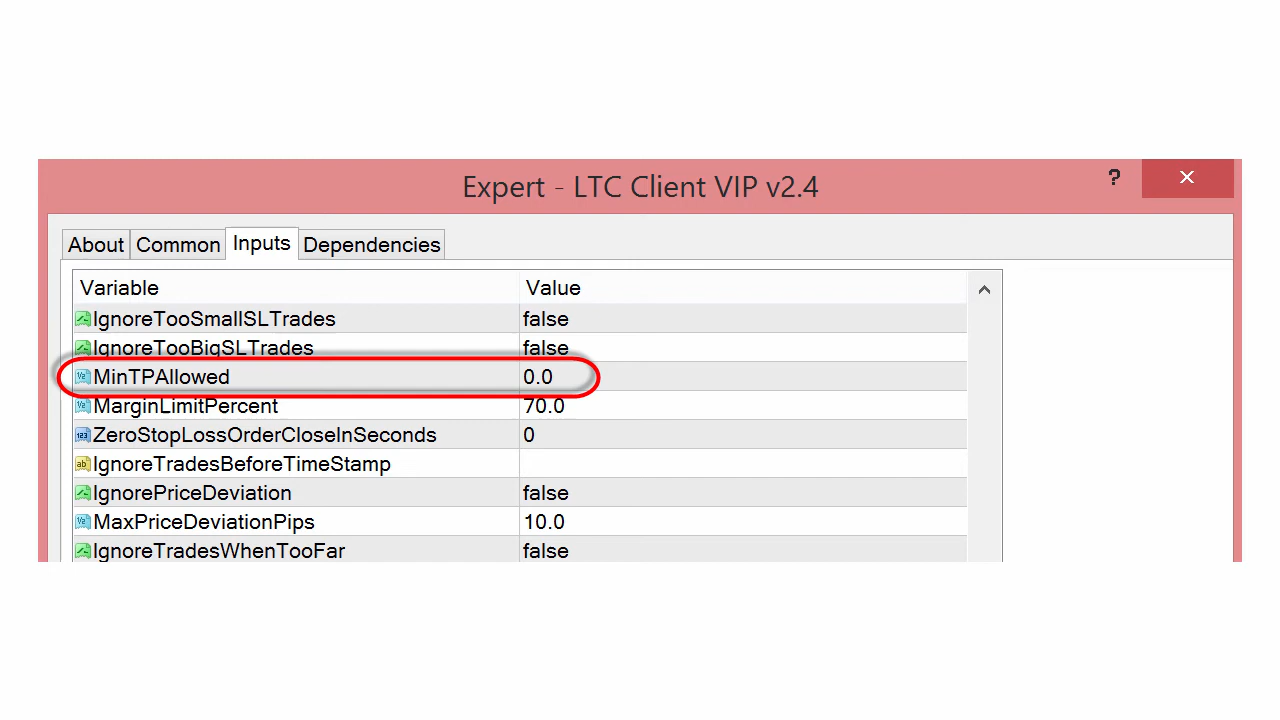 Expert - LTC Client VIP v2.4
?
About Common Inputs Dependencies
Variable Value
IgnoreTooSmallSLTrades false
IgnoreTooBigSLTrades false
MinTPAllowed 0.0
MarginLimitPercent 70.0
ZeroStopLossOrderCloseInSeconds 0
IgnoreTradesBeforeTimeStamp
IgnorePriceDeviation false
MaxPriceDeviationPips 10.0
IgnoreTradesWhenTooFar false